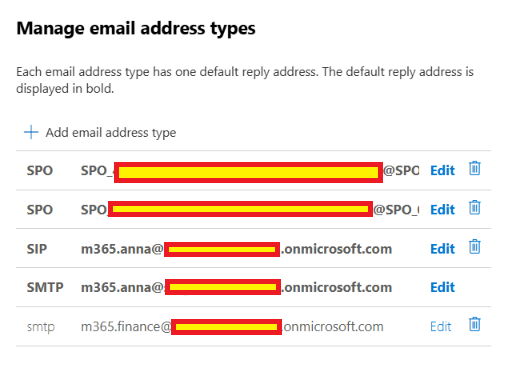 Manage email address types
Each email address type has one default reply address. The default reply address is
displayed in bold.
+ Add email address type
SPO SPO_ @SPO Edit
SPO SPO @SPO_ Edit
SIP m365.anna@ .onmicrosoft.com Edit
SMTP m365.anna@ .onmicrosoft.com Edit
smtp m365.finance@ .onmicrosoft.com Edit